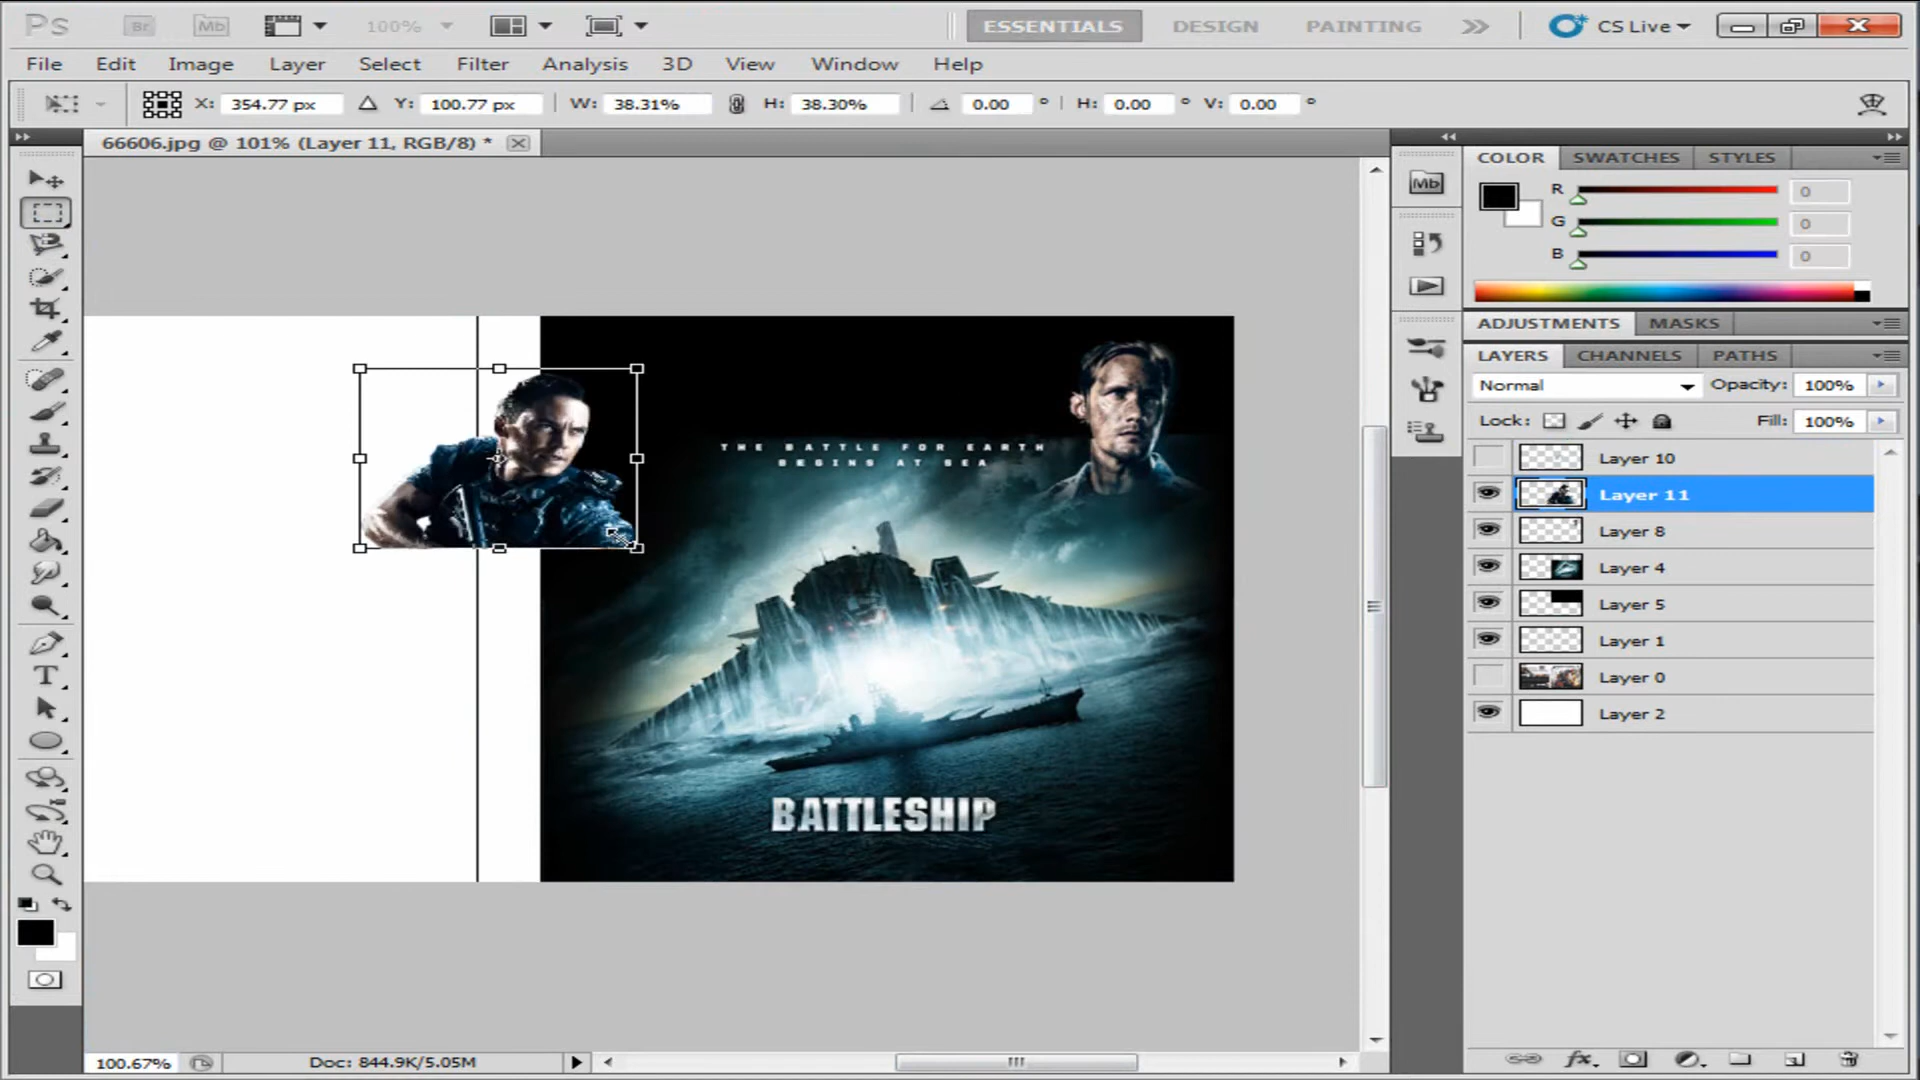 Ps Br Mb 100% ESSENTIALS DESIGN PAINTING CS Live
File Edit Image Layer Select Filter Analysis 3D View Window Help
X: 354.77 px Y: 100.77 px W: 38.31% H: 38.30% 0.00 ° H: 0.00 ° V: 0.00 °
66606.jpg @ 101% (Layer 11, RGB/8) *
COLOR SWATCHES STYLES
Mb
R 0
G 0
B 0
ADJUSTMENTS MASKS
LAYERS CHANNELS PATHS
Normal Opacity: 100%
Lock: Fill: 100%
THE BATTLE FOR EARTH
BEGINS AT SEA
Layer 10
Layer 11
Layer 8
Layer 4
Layer 5
Layer 1
Layer 0
Layer 2
BATTLESHIP
T
100.67% Doc: 844.9K/5.05M
fx